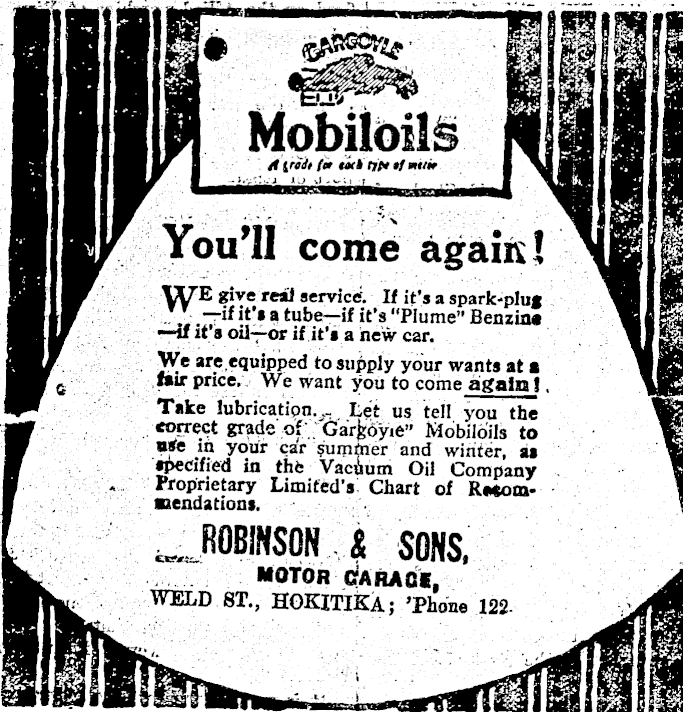 GARGOYLE
Mobiloils
A grade for each type of motor
You'll come again!
WE give real service. If it's a spark-plug
—if it's a tube—if it's "Plume" Benzine
—if it's oil—or if it's a new car.
We are equipped to supply your wants at a
fair price. We want you to come again!
Take lubrication. Let us tell you the
correct grade of Gargoyle" Mobiloils to
use in your car summer and winter, as
specified in the Vacuum Oil Company
Proprietary Limited's Chart of Recom-
mendations.
ROBINSON & SONS,
MOTOR GARAGE,
WELD ST., HOKITIKA; 'Phone 122.